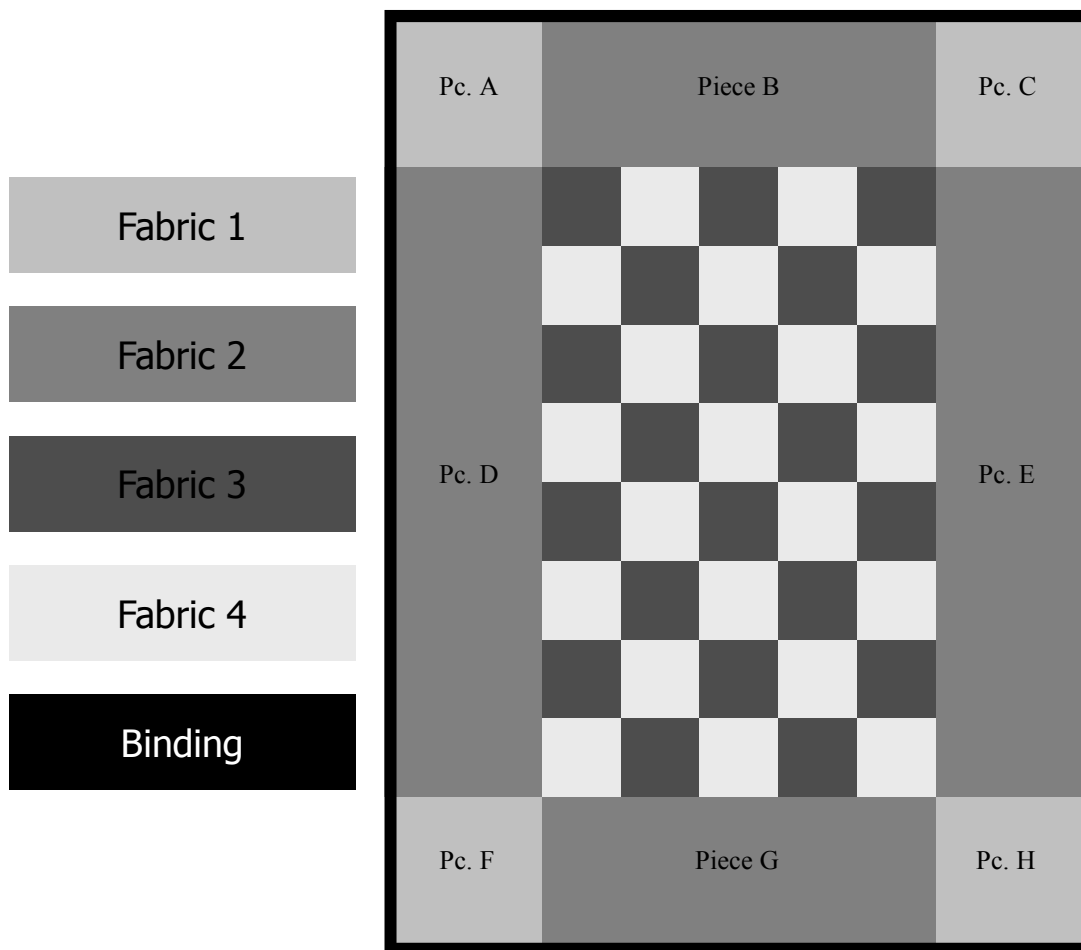 Pc. A
Piece B
Pc. C
Fabric 1
Fabric 2
Fabric 3
Fabric 4
Binding
Pc. D
Pc. E
Pc. F
Piece G
Pc. H